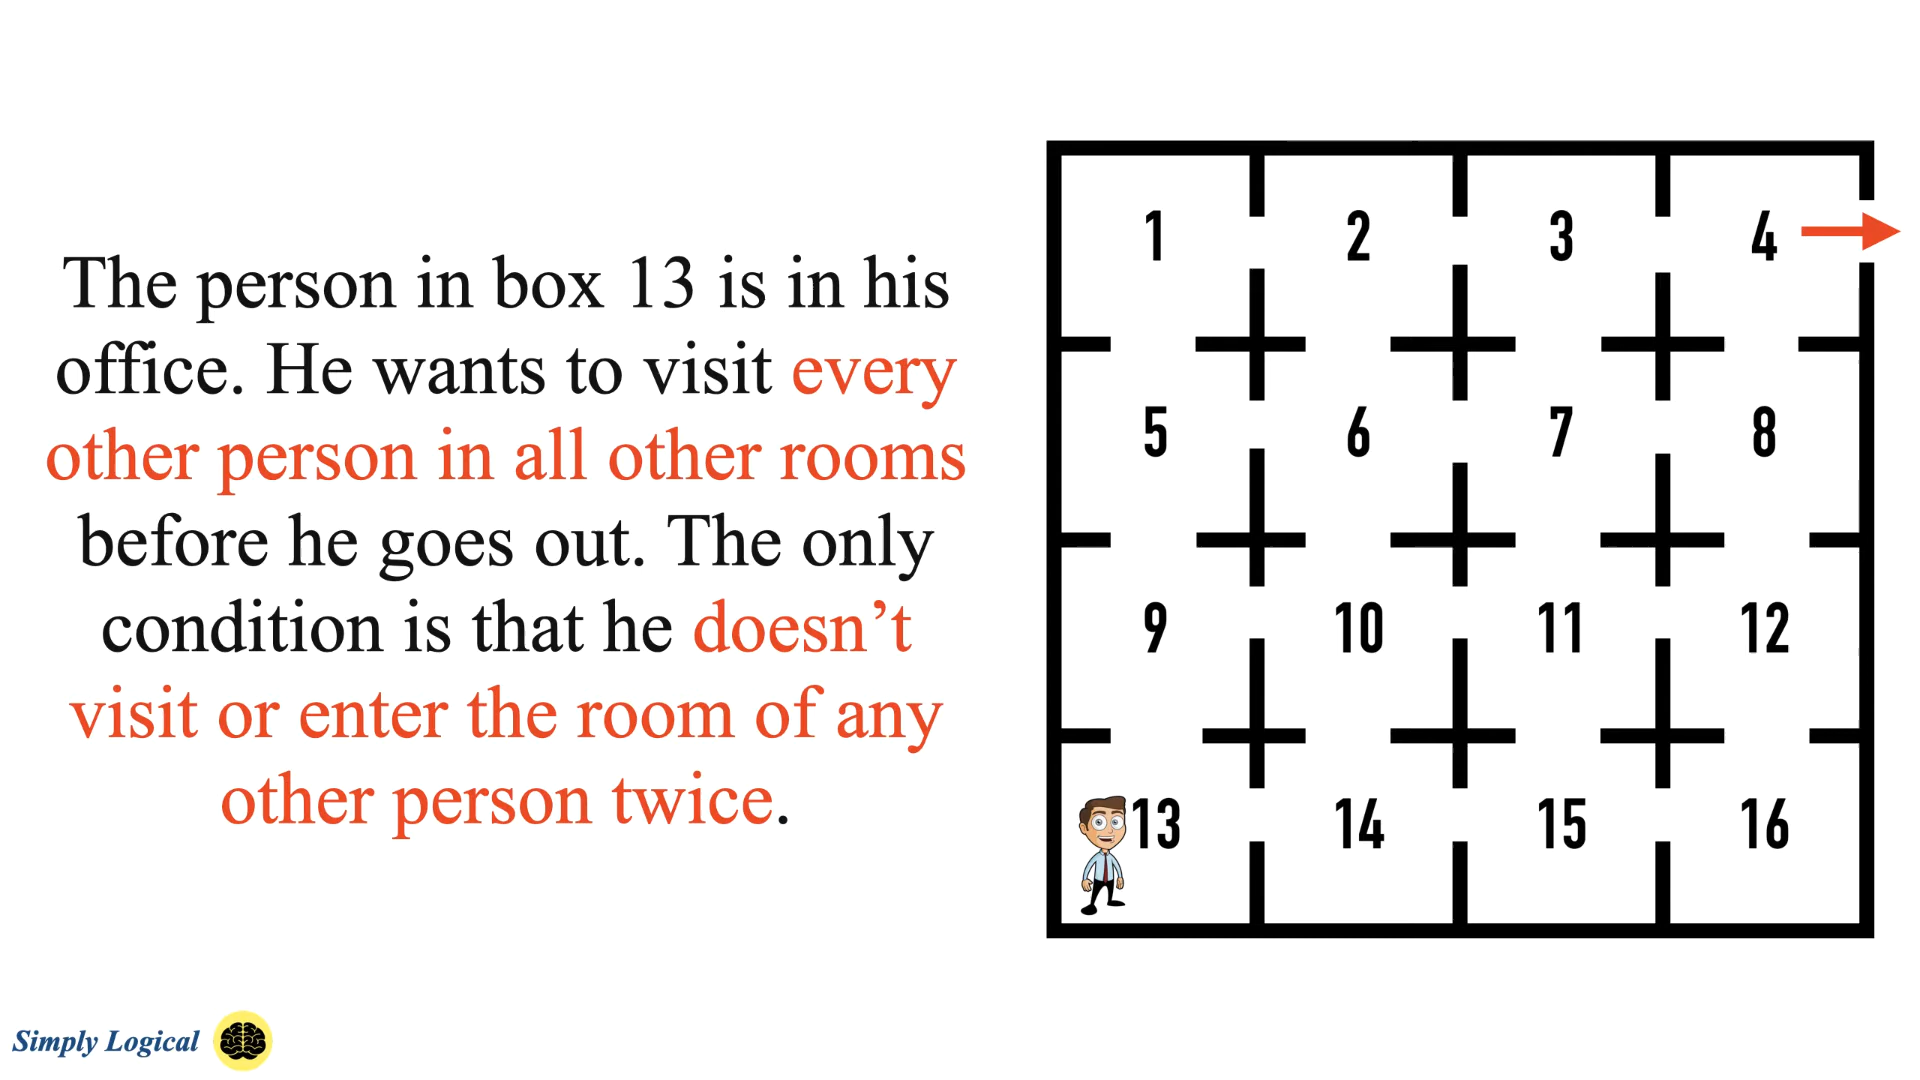 The person in box 13 is in his
office. He wants to visit every
other person in all other rooms
before he goes out. The only
condition is that he doesn’t
visit or enter the room of any
other person twice.
1 2 3 4
5 6 7 8
9 10 11 12
13 14 15 16
Simply Logical